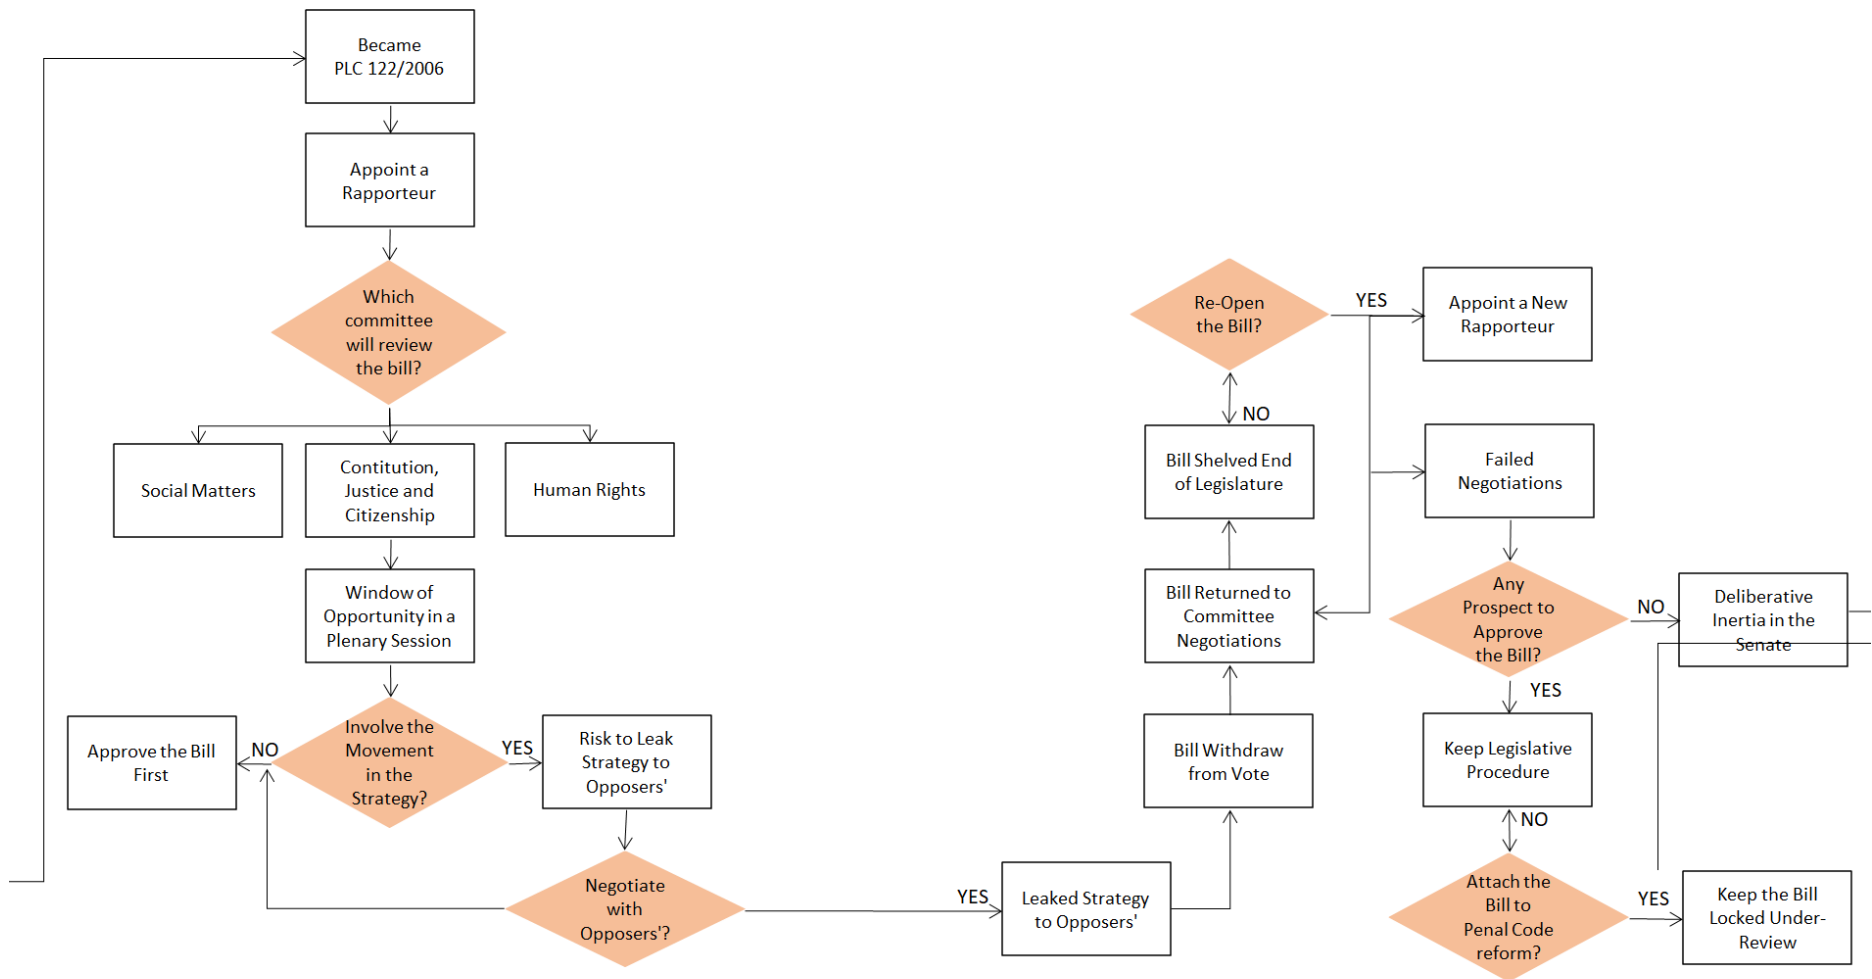 Became
PLC 122/2006
Appoint a
Rapporteur
Which
committee
will review
the bill?
Social Matters
Contitution,
Justice and
Citizenship
Human Rights
Window of
Opportunity in a
Plenary Session
Involve the
Movement
in the
Strategy?
NO
Approve the Bill
First
YES
Risk to Leak
Strategy to
Opposers'
Negotiate
with
Opposers'?
YES
Leaked Strategy
to Opposers'
Bill Withdraw
from Vote
Bill Returned to
Committee
Negotiations
Bill Shelved End
of Legislature
NO
Re-Open
the Bill?
YES
Appoint a New
Rapporteur
Failed
Negotiations
Any
Prospect to
Approve
the Bill?
NO
Deliberative
Inertia in the
Senate
YES
Keep Legislative
Procedure
NO
Attach the
Bill to
Penal Code
reform?
YES
Keep the Bill
Locked Under-
Review